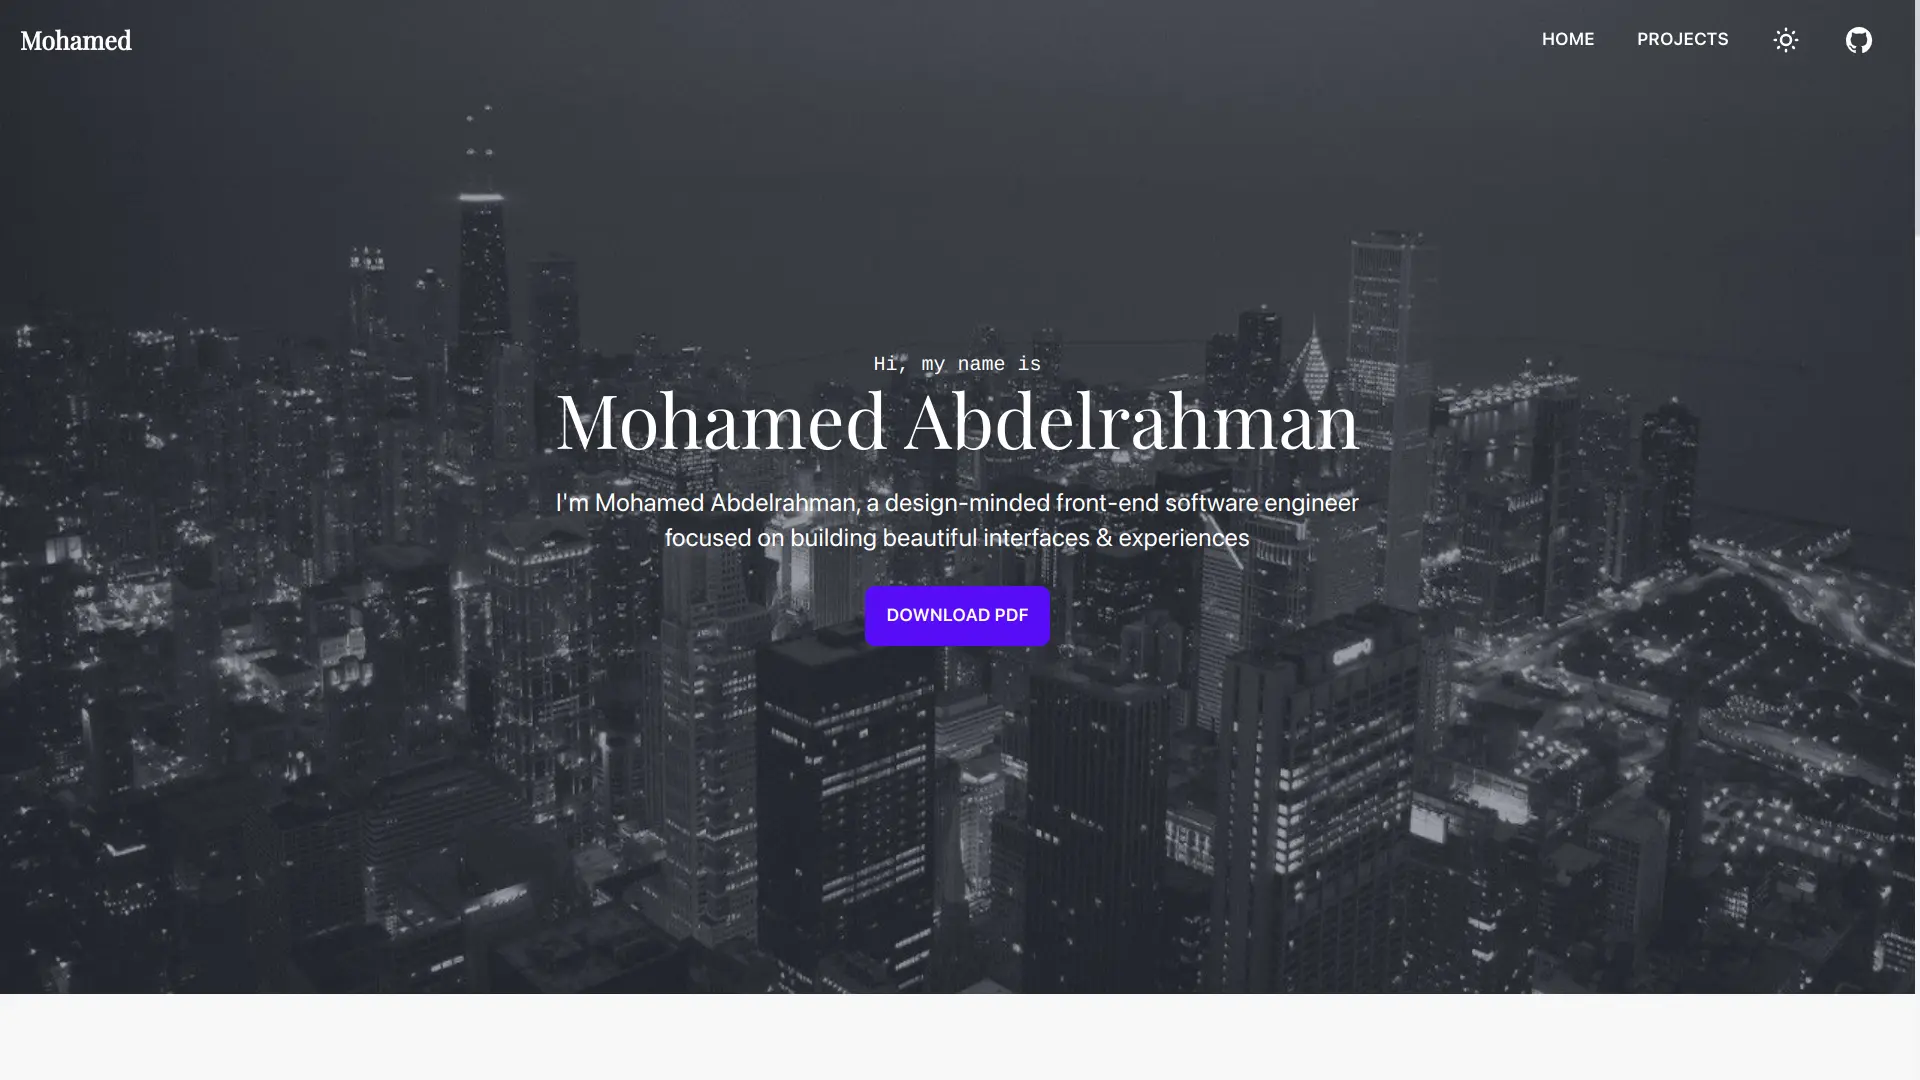 Mohamed
HOME
PROJECTS
Hi, my name is
Mohamed Abdelrahman
I'm Mohamed Abdelrahman, a design-minded front-end software engineer
focused on building beautiful interfaces & experiences
DOWNLOAD PDF